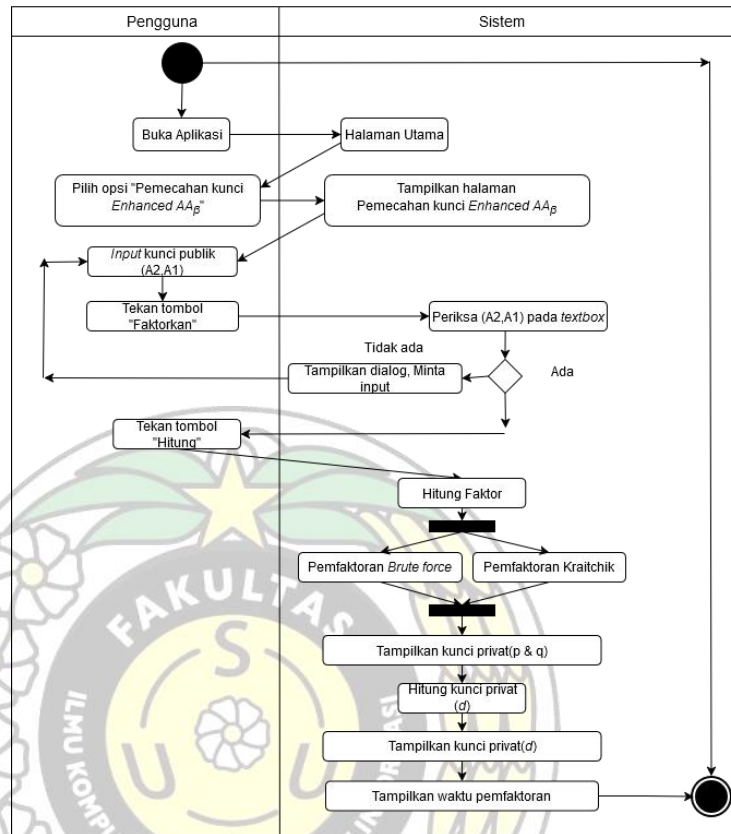 Pengguna
Sistem
Buka Aplikasi
Halaman Utama
Pilih opsi "Pemecahan kunci
Enhanced AAβ"
Tampilkan halaman
Pemecahan kunci Enhanced AAβ
Input kunci publik
(A2,A1)
Tekan tombol
"Faktorkan"
Periksa (A2,A1) pada textbox
Tidak ada
Ada
Tampilkan dialog, Minta
input
Tekan tombol
"Hitung"
Hitung Faktor
Pemfaktoran Brute force
Pemfaktoran Kraitchik
Tampilkan kunci privat(p & q)
Hitung kunci privat
(d)
Tampilkan kunci privat(d)
Tampilkan waktu pemfaktoran
FAKULTAS
S
U
U